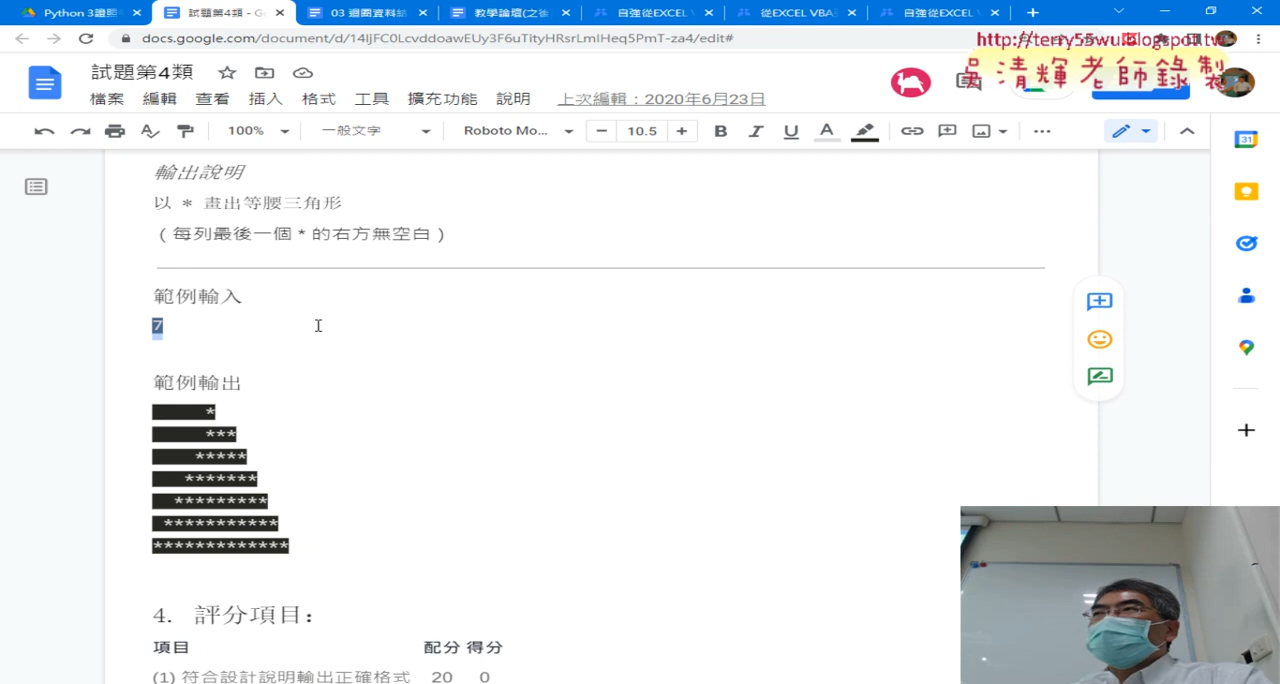 Python 3證照
試題第4類 - G
03 迴圈資料結
教學論壇(之後
自強從EXCEL V
從EXCEL VBA
自強從EXCEL
docs.google.com/document/d/14IjFC0LcvddoawEUy3F6uTityHRsrLmIHeq5PmT-za4/edit#
http://terry55wu.blogspot.tw
吳清輝老師錄製
試題第4類
檔案 編輯 查看 插入 格式 工具 擴充功能 說明 上次編輯：2020年6月23日
100% 一般文字 Roboto Mo... − 10.5 + B I U A
31
輸出說明
以 * 畫出等腰三角形
（每列最後一個*的右方無空白）
範例輸入
7
範例輸出
*
***
*****
*******
*********
***********
*************
4. 評分項目：
項目 配分 得分
(1) 符合設計說明輸出正確格式 20 0